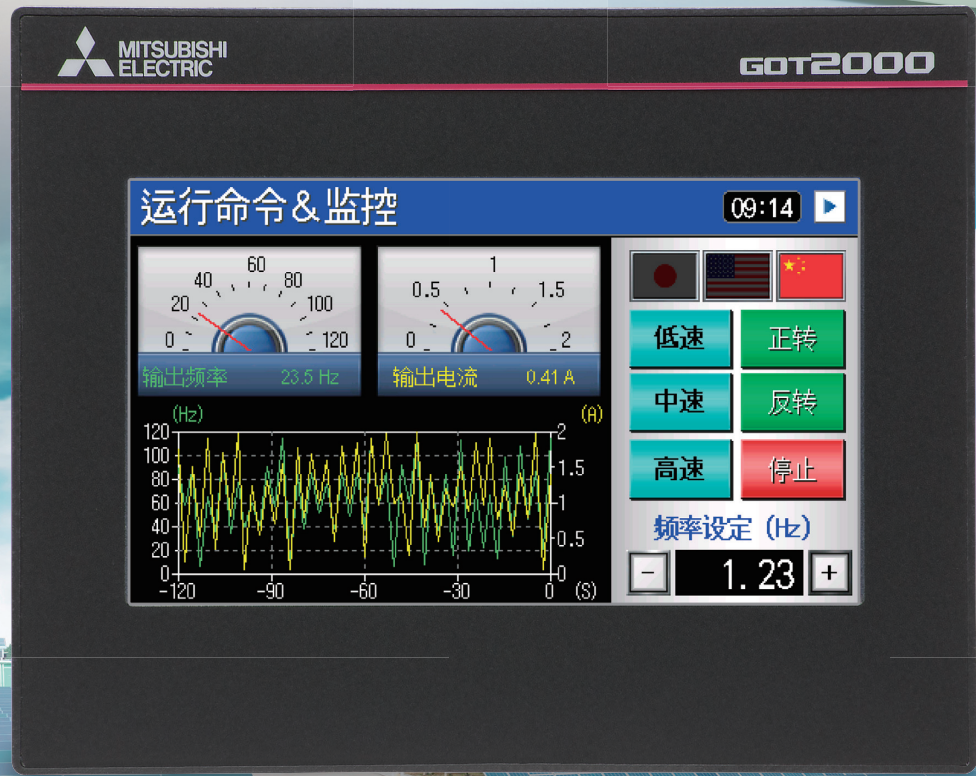 MITSUBISHI
ELECTRIC
GOT2000
运行命令&监控
09:14
0 20 40 60 80 100 120
输出频率 23.5 Hz
0 0.5 1 1.5 2
输出电流 0.41 A
低速 正转
中速 反转
高速 停止
频率设定 (Hz)
- 1.23 +
(Hz) (A)
120 2
100
80 1.5
60 1
40
20 0.5
0 0
-120 -90 -60 -30 0 (S)